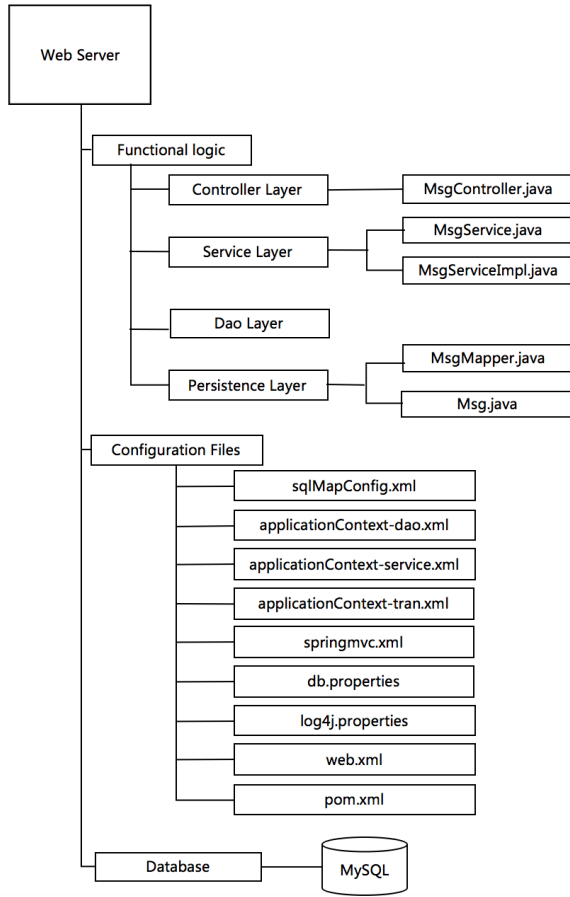 Web Server
Functional logic
Controller Layer
MsgController.java
Service Layer
MsgService.java
MsgServiceImpl.java
Dao Layer
Persistence Layer
MsgMapper.java
Msg.java
Configuration Files
sqlMapConfig.xml
applicationContext-dao.xml
applicationContext-service.xml
applicationContext-tran.xml
springmvc.xml
db.properties
log4j.properties
web.xml
pom.xml
Database
MySQL